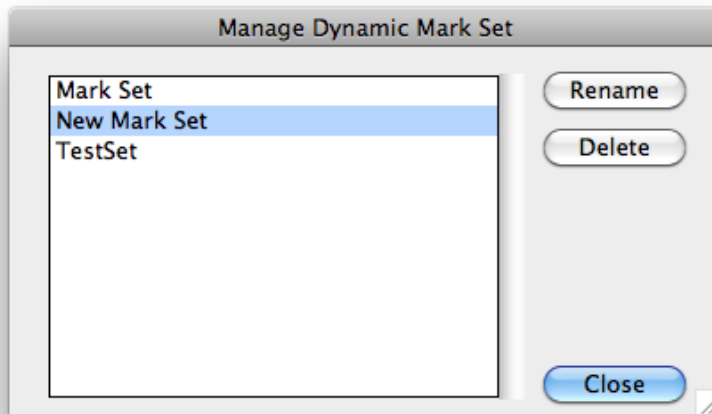 Manage Dynamic Mark Set
Mark Set
New Mark Set
TestSet
Rename
Delete
Close